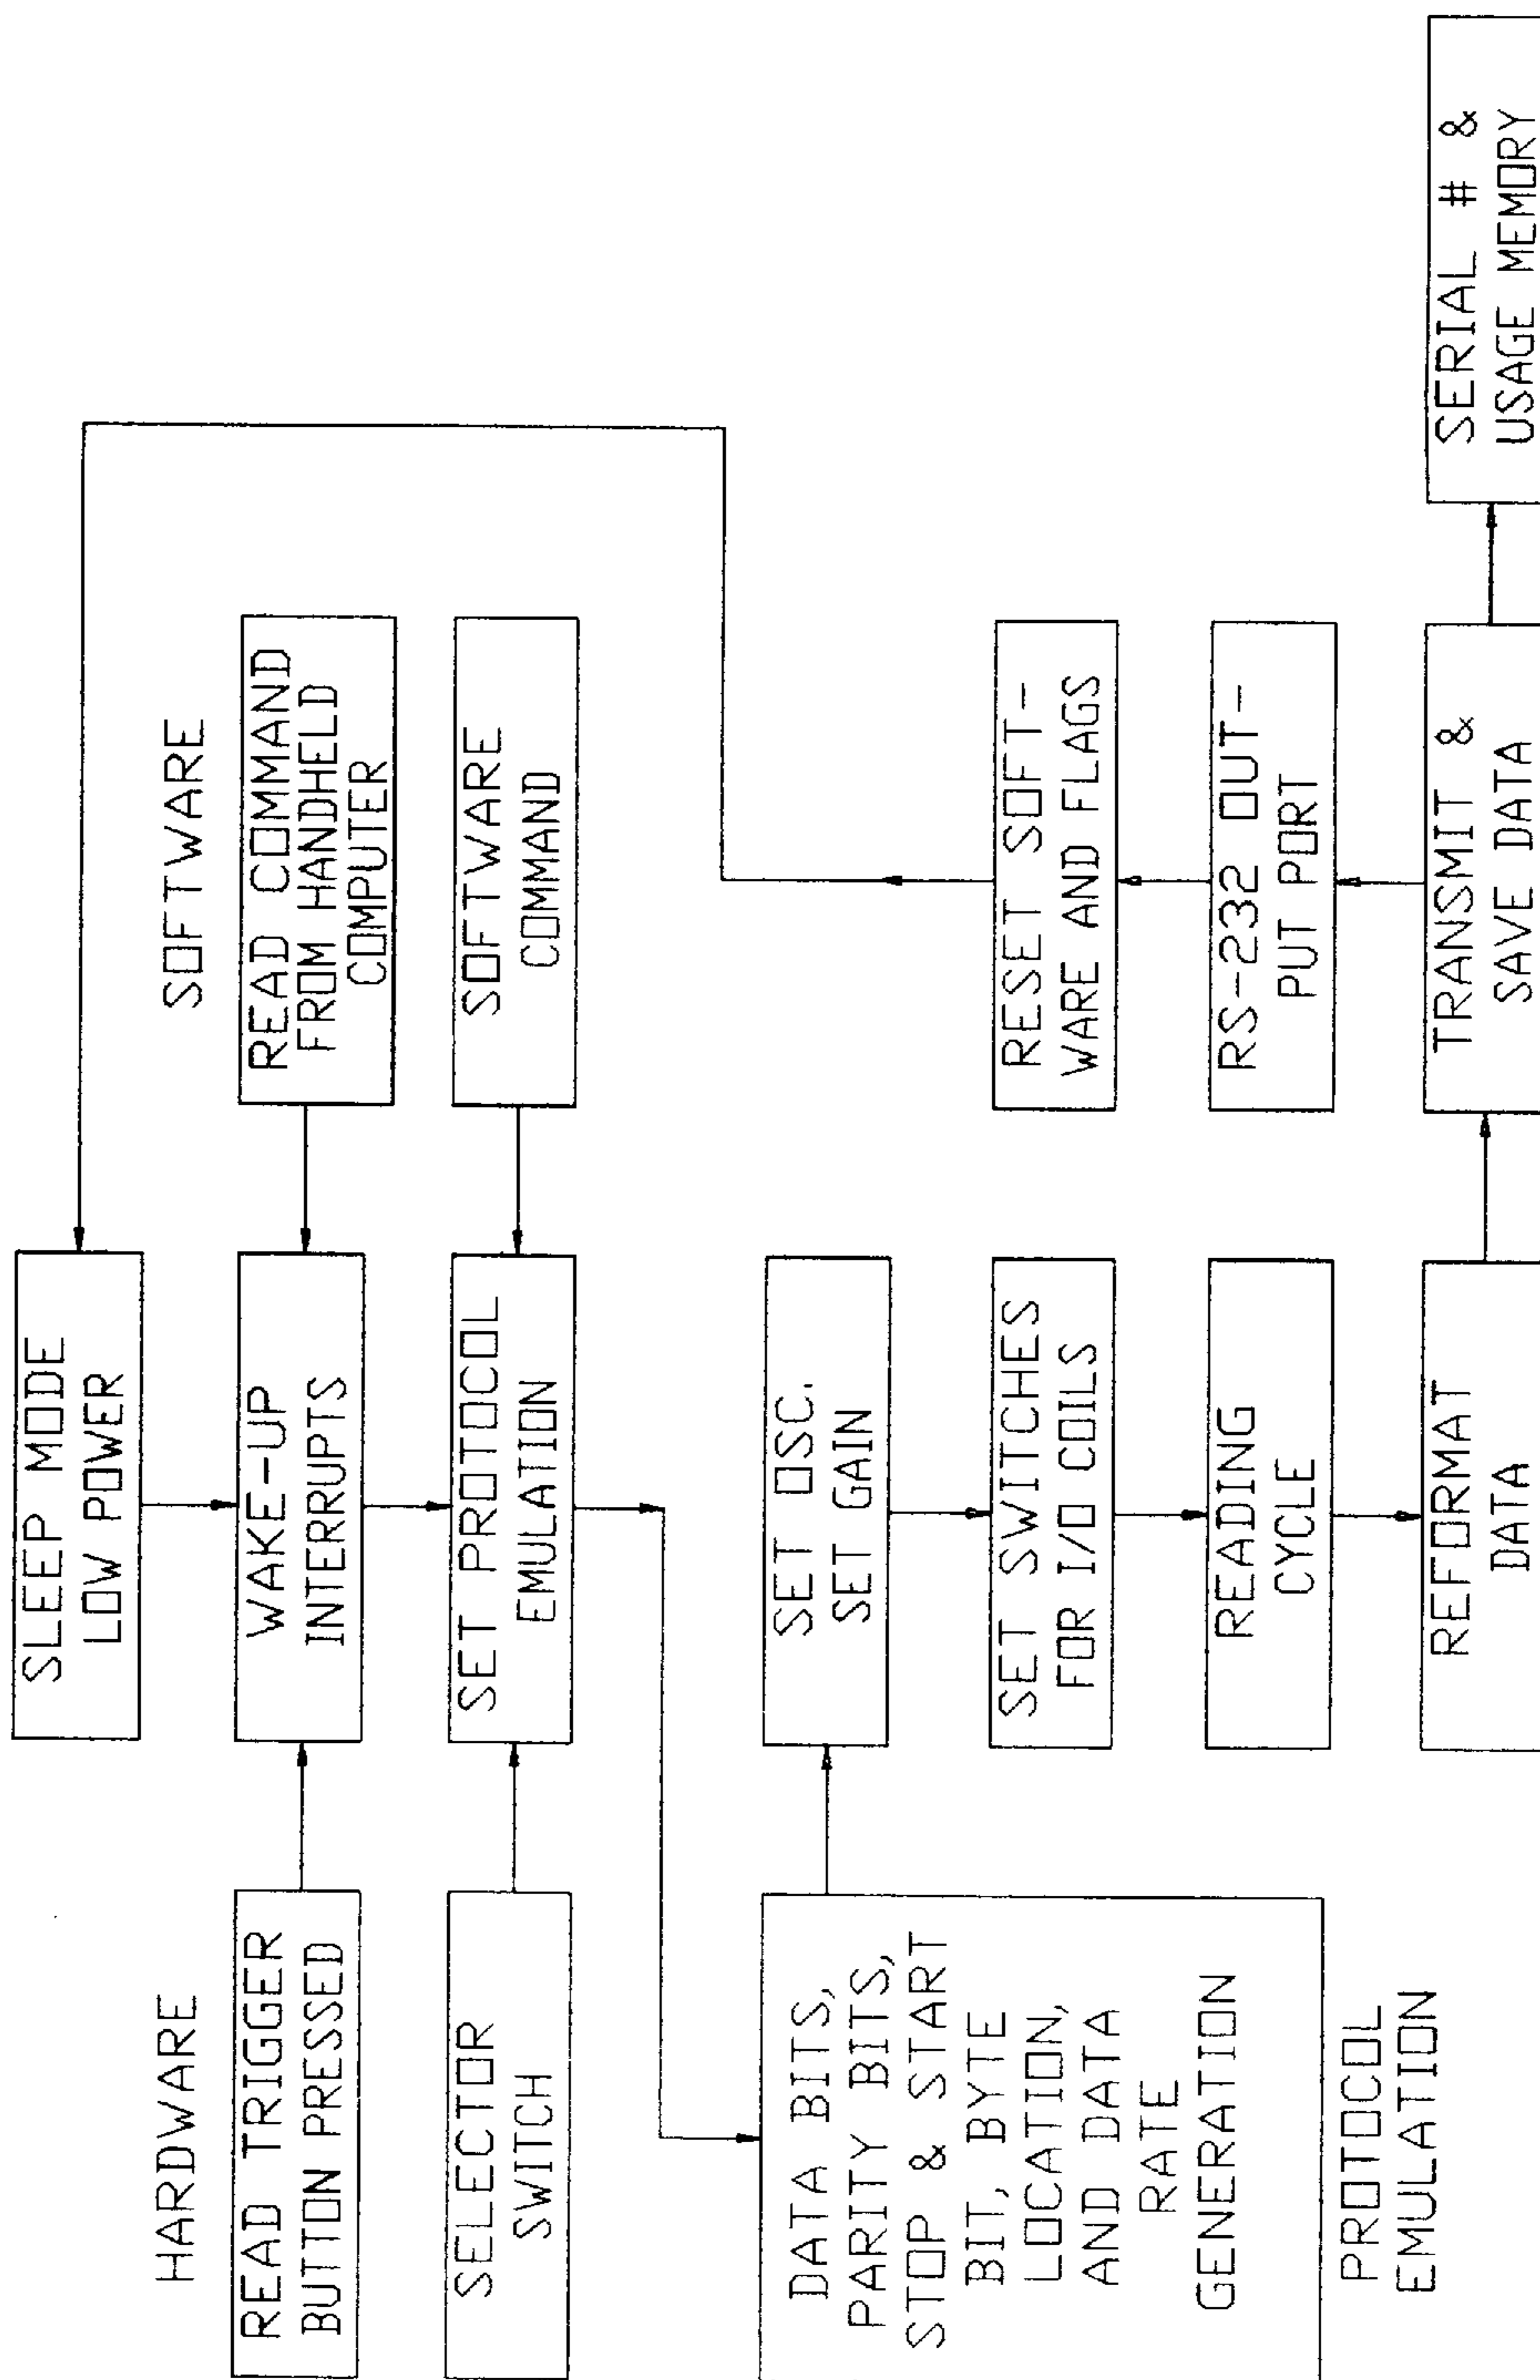 SLEEP MODE
LOW POWER
HARDWARE
SOFTWARE
READ TRIGGER
BUTTON PRESSED
WAKE-UP
INTERRUPTS
READ COMMAND
FROM HANDHELD
COMPUTER
SELECTOR
SWITCH
SET PROTOCOL
EMULATION
SOFTWARE
COMMAND
DATA BITS,
PARITY BITS,
STOP & START
BIT, BYTE
LOCATION,
AND DATA
RATE
GENERATION
PROTOCOL
EMULATION
SET OSC.
SET GAIN
SET SWITCHES
FOR I/O COILS
READING
CYCLE
REFORMAT
DATA
RESET SOFT-
WARE AND FLAGS
RS-232 OUT-
PUT PORT
TRANSMIT &
SAVE DATA
SERIAL # &
USAGE MEMORY